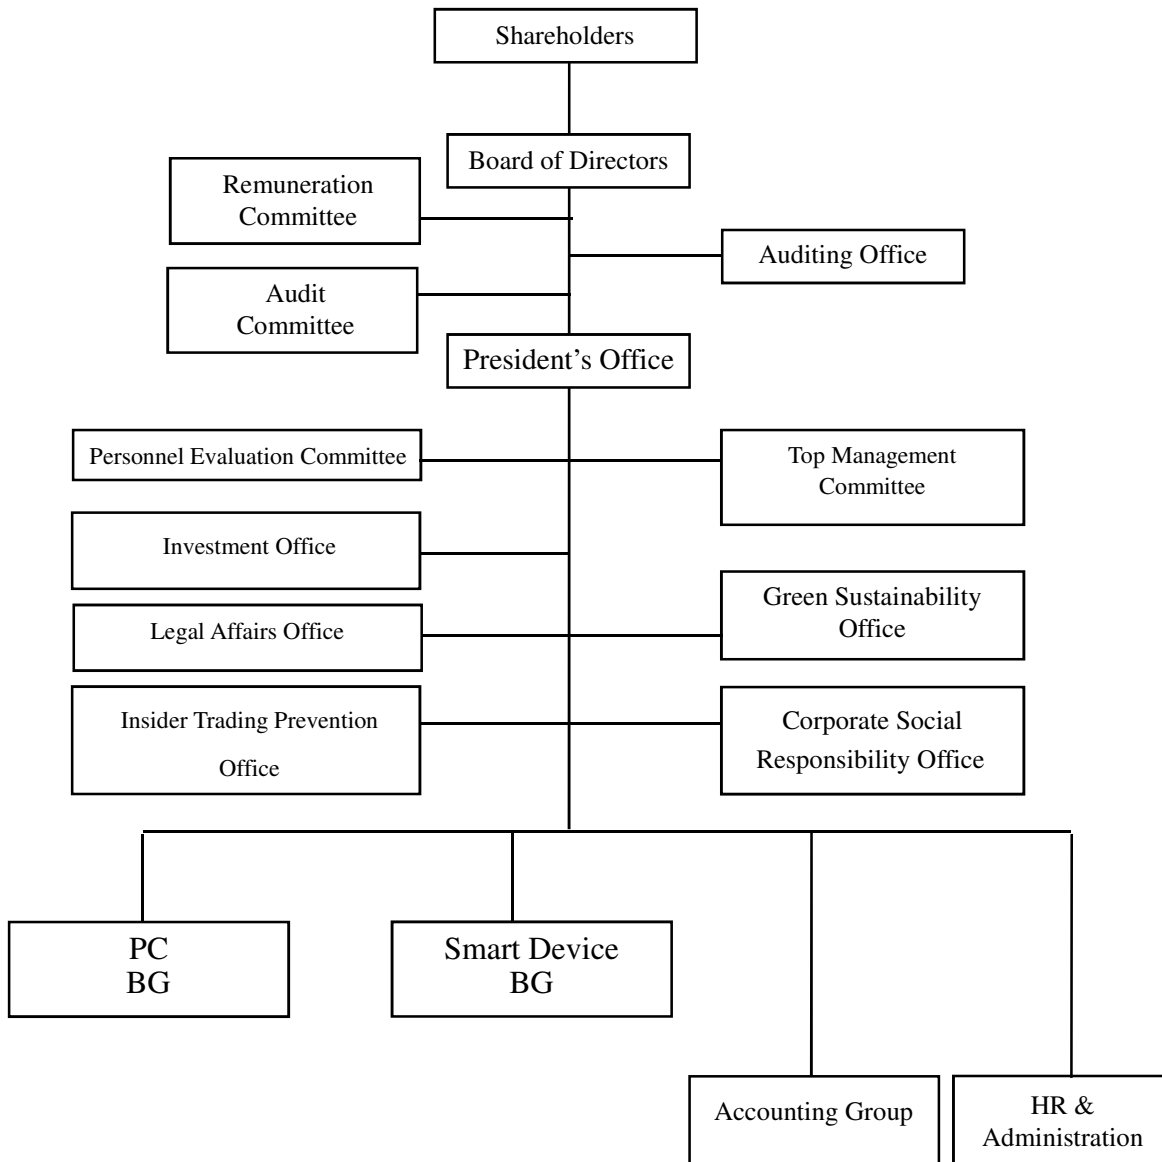 Shareholders
Board of Directors
Remuneration
Committee
Auditing Office
Audit
Committee
President’s Office
Personnel Evaluation Committee
Top Management
Committee
Investment Office
Green Sustainability
Office
Legal Affairs Office
Insider Trading Prevention
Office
Corporate Social
Responsibility Office
PC
BG
Smart Device
BG
Accounting Group
HR &
Administration